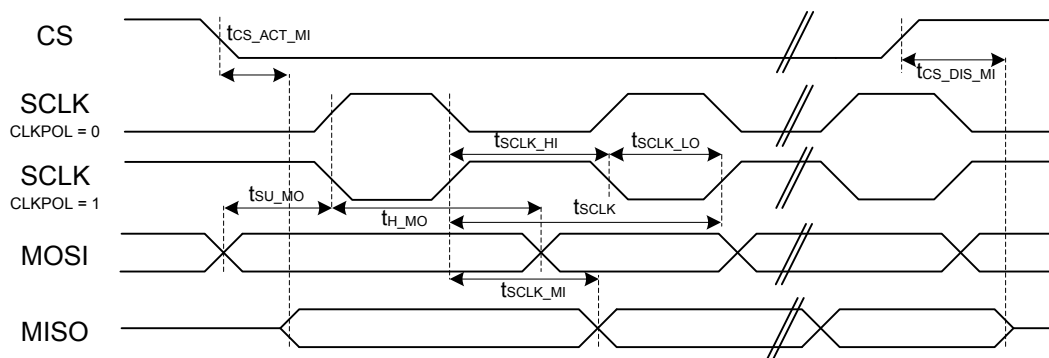 CS
tCS_ACT_MI
tCS_DIS_MI
SCLK
CLKPOL = 0
tSCLK_HI
tSCLK_LO
SCLK
CLKPOL = 1
tSU_MO
tH_MO
tSCLK
MOSI
tSCLK_MI
MISO